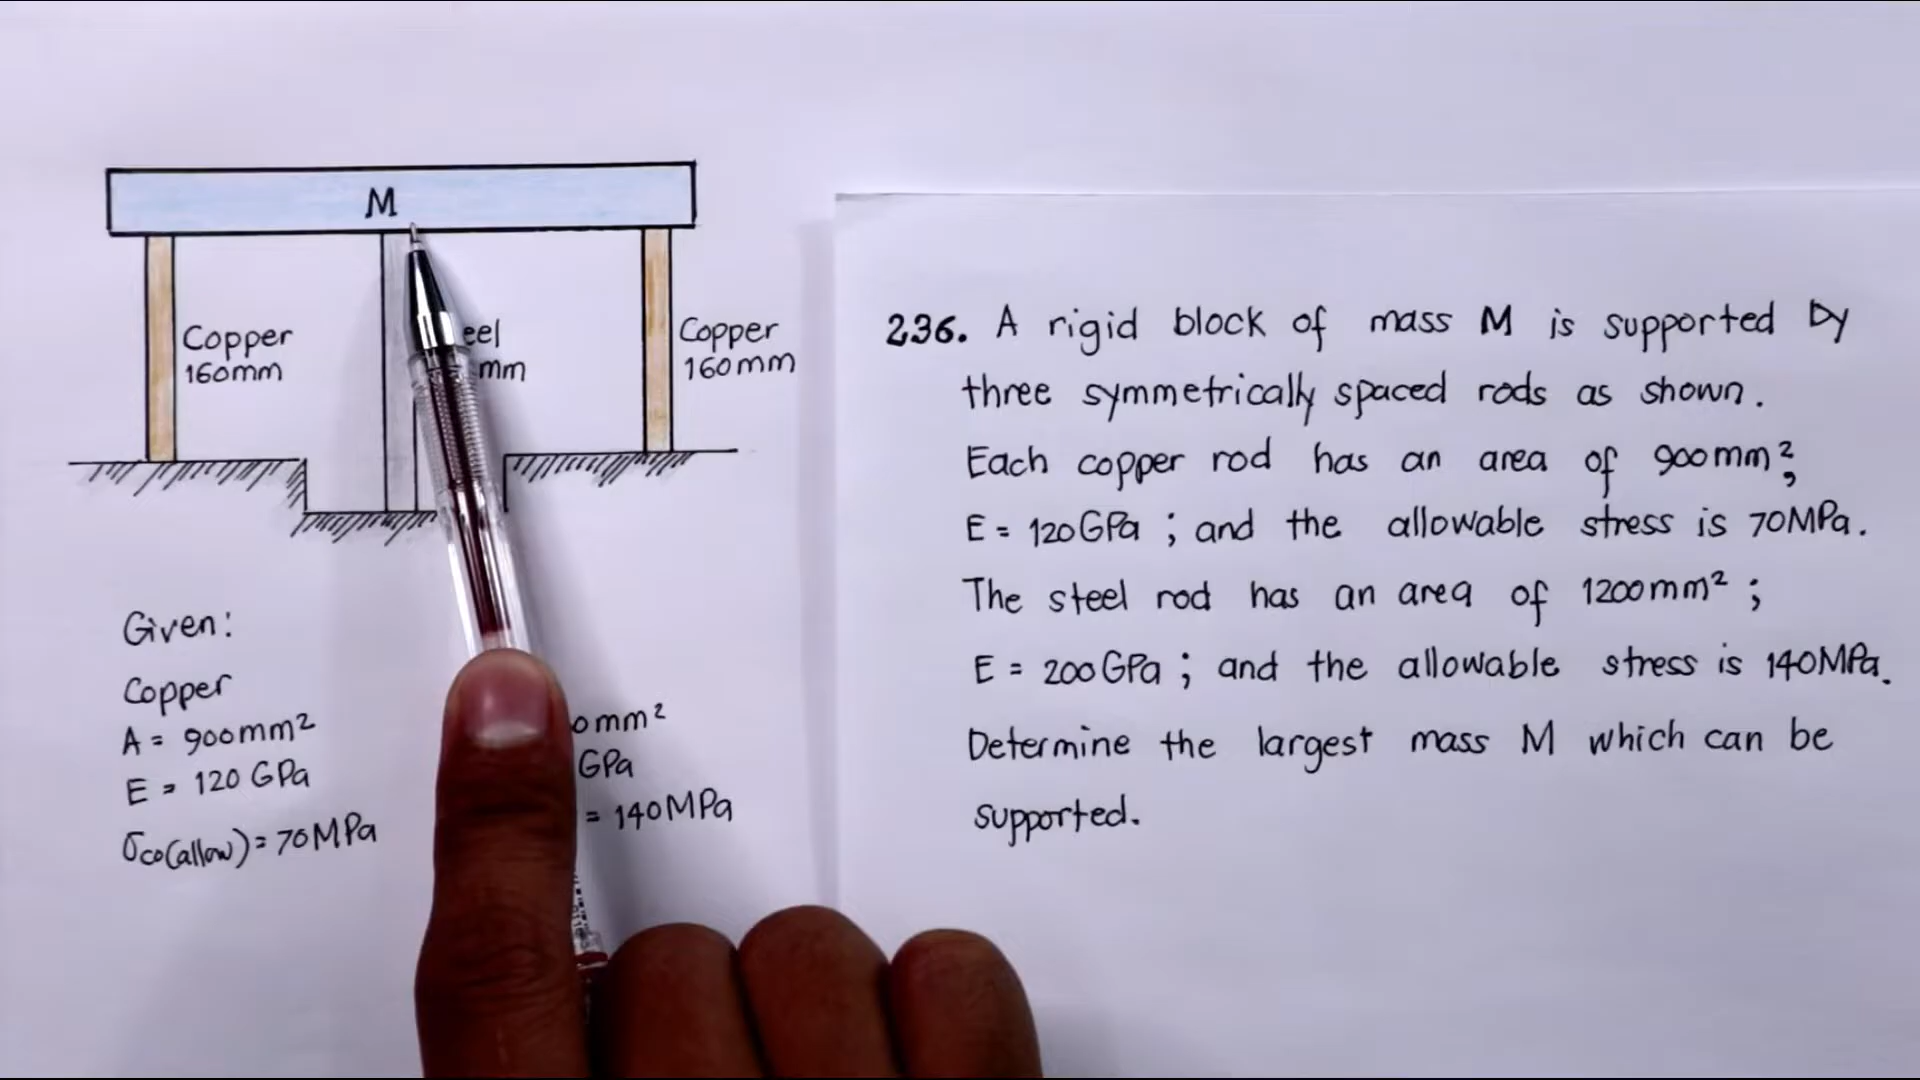 M
Copper
160mm
mm
Copper
160mm
Given:
Copper
A = 900mm²
E = 120 GPa
σco(allow) = 70MPa
mm²
GPa
= 140MPa
236. A rigid block of mass M is supported by
three symmetrically spaced rods as shown.
Each copper rod has an area of 900mm²;
E = 120GPa ; and the allowable stress is 70MPa.
The steel rod has an area of 1200mm² ;
E = 200GPa ; and the allowable stress is 140MPa.
Determine the largest mass M which can be
supported.